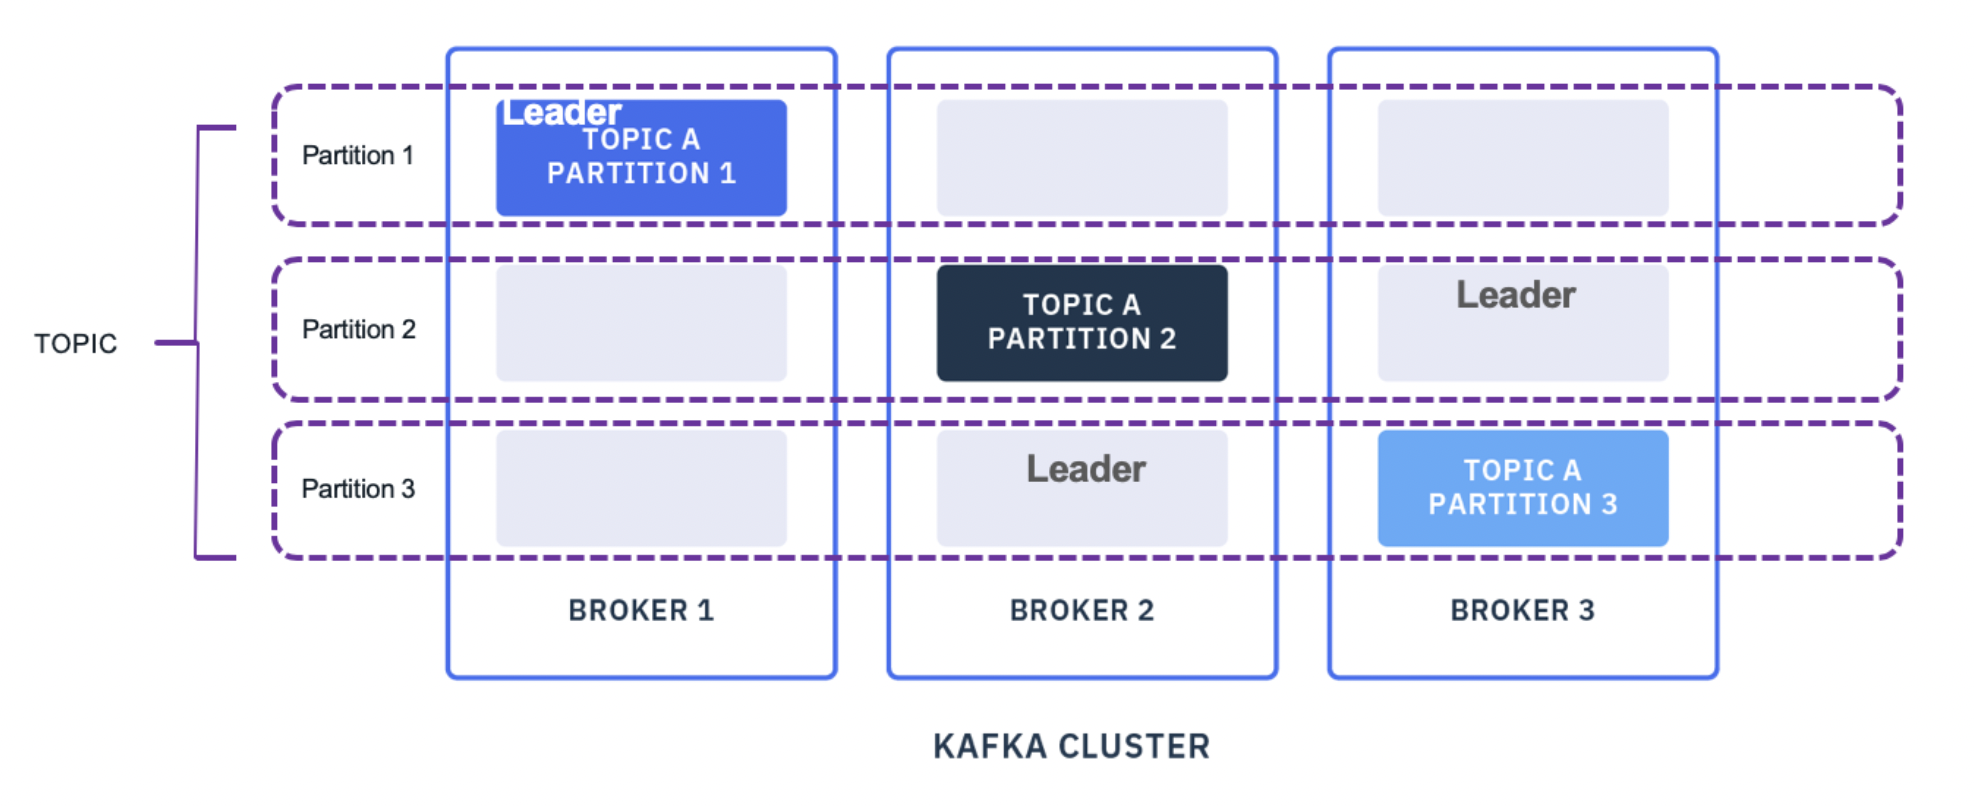 Leader
TOPIC A
PARTITION 1
Partition 1
TOPIC
Partition 2
TOPIC A
PARTITION 2
Leader
Partition 3
Leader
TOPIC A
PARTITION 3
BROKER 1
BROKER 2
BROKER 3
KAFKA CLUSTER